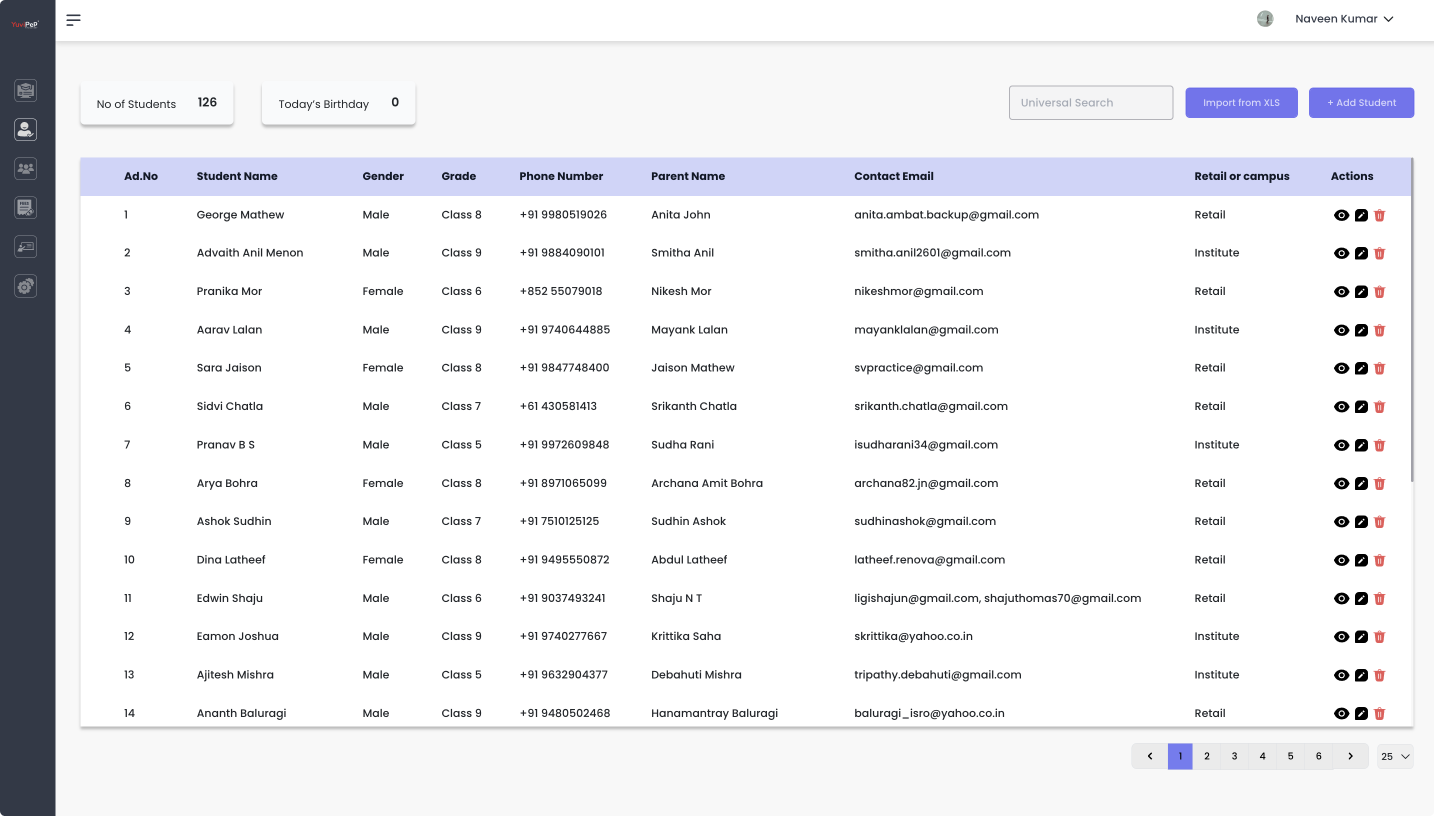 YuniPeP
Naveen Kumar
No of Students 126
Today's Birthday 0
Universal Search
Import from XLS
+ Add Student
Ad.No Student Name Gender Grade Phone Number Parent Name Contact Email Retail or campus Actions
1 George Mathew Male Class 8 +91 9980519026 Anita John anita.ambat.backup@gmail.com Retail
2 Advaith Anil Menon Male Class 9 +91 9884090101 Smitha Anil smitha.anil2601@gmail.com Institute
3 Pranika Mor Female Class 6 +852 55079018 Nikesh Mor nikeshmor@gmail.com Retail
4 Aarav Lalan Male Class 9 +91 9740644885 Mayank Lalan mayanklalan@gmail.com Institute
5 Sara Jaison Female Class 8 +91 9847748400 Jaison Mathew svpractice@gmail.com Retail
6 Sidvi Chatla Male Class 7 +61 430581413 Srikanth Chatla srikanth.chatla@gmail.com Retail
7 Pranav B S Male Class 5 +91 9972609848 Sudha Rani isudharani34@gmail.com Institute
8 Arya Bohra Female Class 8 +91 8971065099 Archana Amit Bohra archana82.jn@gmail.com Retail
9 Ashok Sudhin Male Class 7 +91 7510125125 Sudhin Ashok sudhinashok@gmail.com Retail
10 Dina Latheef Female Class 8 +91 9495550872 Abdul Latheef latheef.renova@gmail.com Retail
11 Edwin Shaju Male Class 6 +91 9037493241 Shaju N T ligishajun@gmail.com, shajuthomas70@gmail.com Retail
12 Eamon Joshua Male Class 9 +91 9740277667 Krittika Saha skrittika@yahoo.co.in Institute
13 Ajitesh Mishra Male Class 5 +91 9632904377 Debahuti Mishra tripathy.debahuti@gmail.com Institute
14 Ananth Baluragi Male Class 9 +91 9480502468 Hanamantray Baluragi baluragi_isro@yahoo.co.in Retail
1 2 3 4 5 6 25